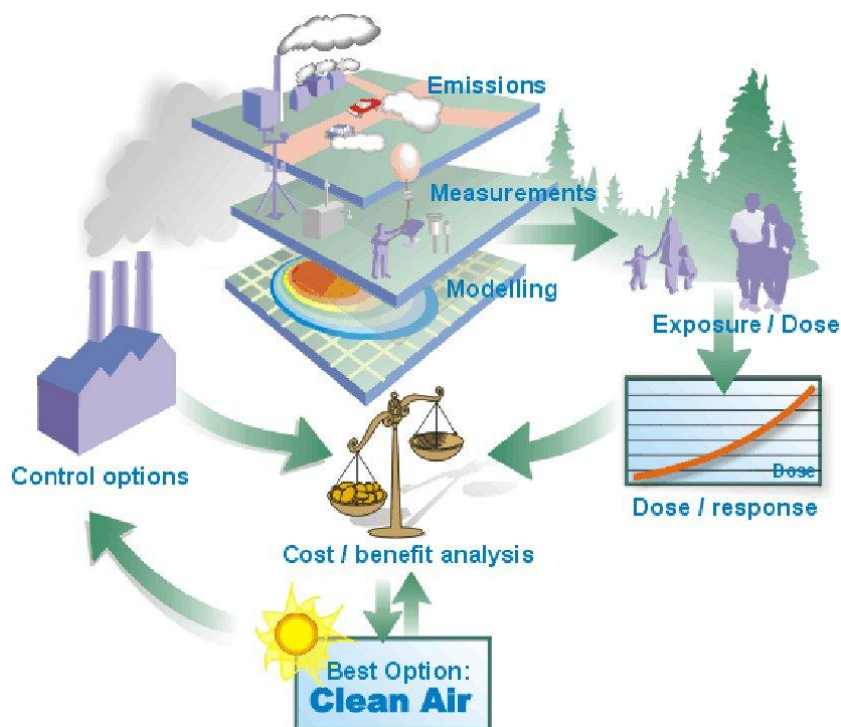 Emissions
Measurements
Modelling
Exposure / Dose
Control options
Dose
Dose / response
Cost / benefit analysis
Best Option:
Clean Air